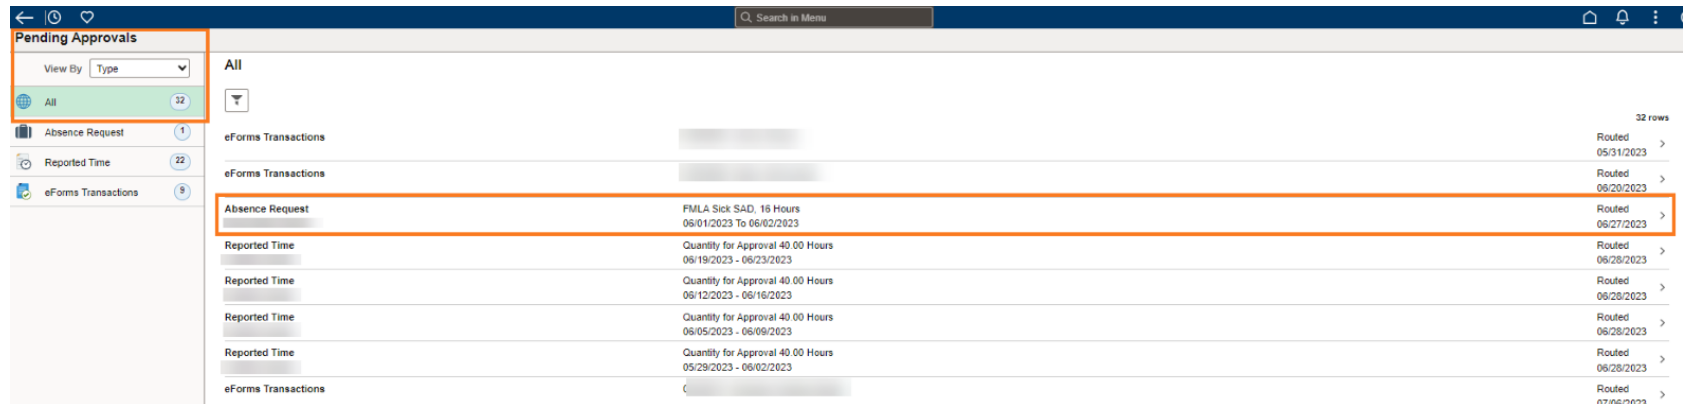 Search in Menu
Pending Approvals
View By Type
All 32
Absence Request 1
Reported Time 22
eForms Transactions 9
All
32 rows
eForms Transactions Routed
05/31/2023
eForms Transactions Routed
06/20/2023
Absence Request FMLA Sick SAD, 16 Hours Routed
06/01/2023 To 06/02/2023 06/27/2023
Reported Time Quantity for Approval 40.00 Hours Routed
06/19/2023 - 06/23/2023 06/28/2023
Reported Time Quantity for Approval 40.00 Hours Routed
06/12/2023 - 06/16/2023 06/28/2023
Reported Time Quantity for Approval 40.00 Hours Routed
06/05/2023 - 06/09/2023 06/28/2023
Reported Time Quantity for Approval 40.00 Hours Routed
05/29/2023 - 06/02/2023 06/28/2023
eForms Transactions Routed
07/06/2023